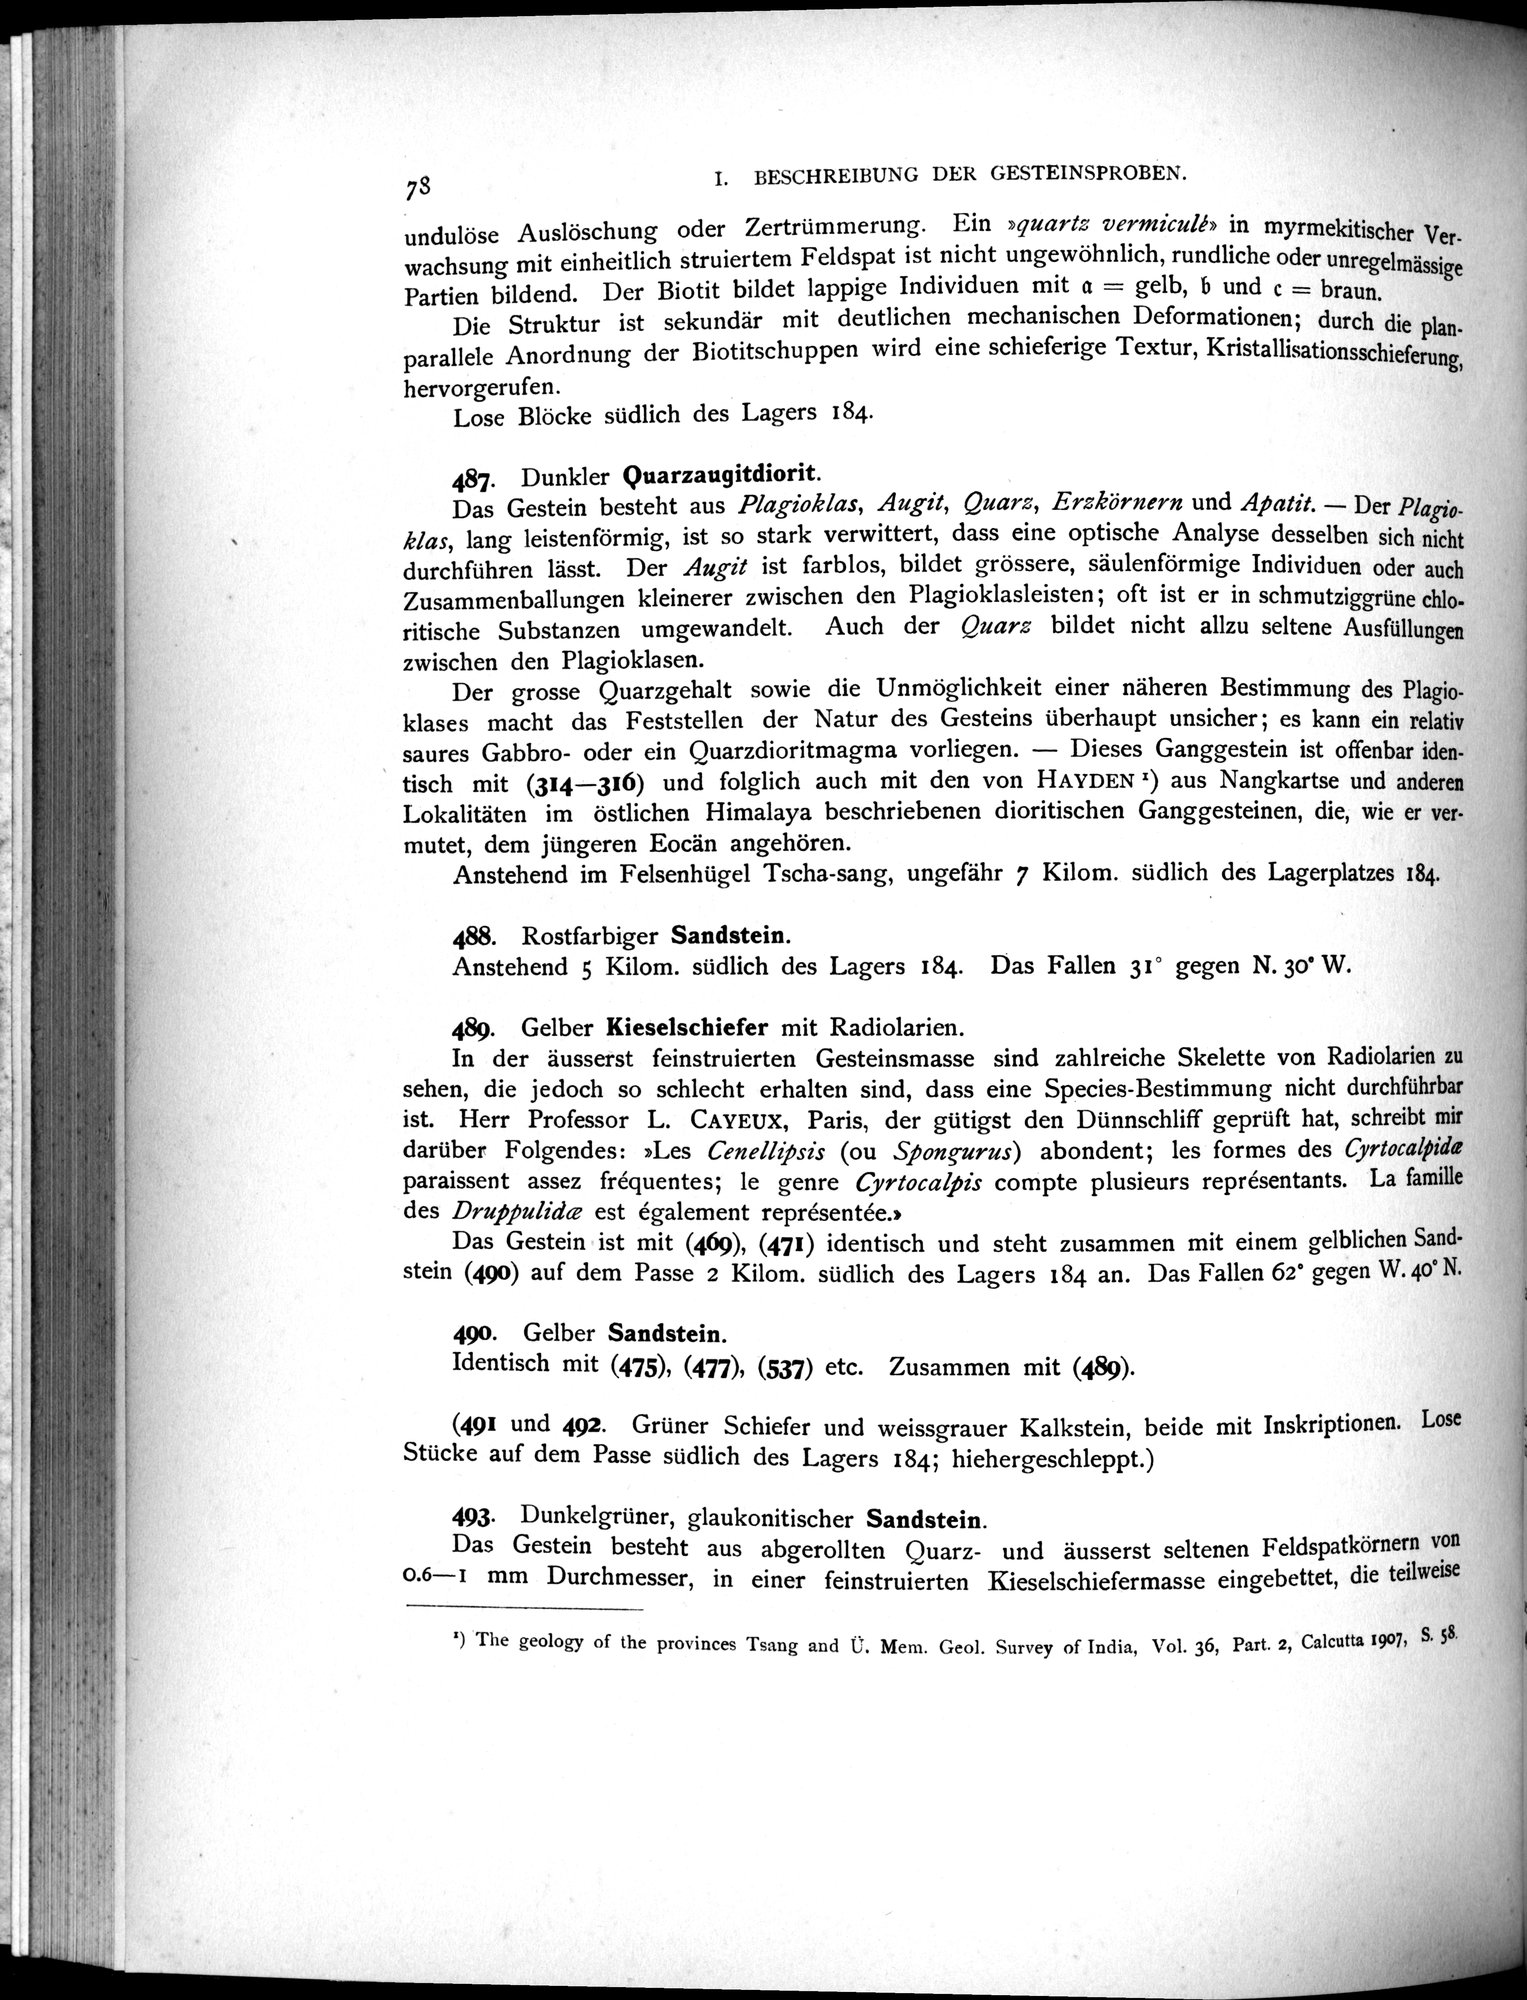 78
I. BESCHREIBUNG DER GESTEINSPROBEN.
undulöse Auslöschung oder Zertrümmerung. Ein »quartz vermiculé» in myrmekitischer Ver-
wachsung mit einheitlich struiertem Feldspat ist nicht ungewöhnlich, rundliche oder unregelmässige
Partien bildend. Der Biotit bildet lappige Individuen mit a = gelb, b und c = braun.
Die Struktur ist sekundär mit deutlichen mechanischen Deformationen; durch die plan-
parallele Anordnung der Biotitschuppen wird eine schieferige Textur, Kristallisationsschieferung,
hervorgerufen.
Lose Blöcke südlich des Lagers 184.
487. Dunkler Quarzaugitdiorit.
Das Gestein besteht aus Plagioklas, Augit, Quarz, Erzkörnern und Apatit. — Der Plagio-
klas, lang leistenförmig, ist so stark verwittert, dass eine optische Analyse desselben sich nicht
durchführen lässt. Der Augit ist farblos, bildet grössere, säulenförmige Individuen oder auch
Zusammenballungen kleinerer zwischen den Plagioklasleisten; oft ist er in schmutziggrüne chlo-
ritische Substanzen umgewandelt. Auch der Quarz bildet nicht allzu seltene Ausfüllungen
zwischen den Plagioklasen.
Der grosse Quarzgehalt sowie die Unmöglichkeit einer näheren Bestimmung des Plagio-
klases macht das Feststellen der Natur des Gesteins überhaupt unsicher; es kann ein relativ
saures Gabbro- oder ein Quarzdioritmagma vorliegen. — Dieses Ganggestein ist offenbar iden-
tisch mit (314—316) und folglich auch mit den von HAYDEN ¹) aus Nangkartse und anderen
Lokalitäten im östlichen Himalaya beschriebenen dioritischen Ganggesteinen, die, wie er ver-
mutet, dem jüngeren Eocän angehören.
Anstehend im Felsenhügel Tscha-sang, ungefähr 7 Kilom. südlich des Lagerplatzes 184.
488. Rostfarbiger Sandstein.
Anstehend 5 Kilom. südlich des Lagers 184. Das Fallen 31° gegen N. 30° W.
489. Gelber Kieselschiefer mit Radiolarien.
In der äusserst feinstruierten Gesteinsmasse sind zahlreiche Skelette von Radiolarien zu
sehen, die jedoch so schlecht erhalten sind, dass eine Species-Bestimmung nicht durchführbar
ist. Herr Professor L. CAYEUX, Paris, der gütigst den Dünnschliff geprüft hat, schreibt mir
darüber Folgendes: »Les Cenellipsis (ou Spongurus) abondent; les formes des Cyrtocalpidæ
paraissent assez fréquentes; le genre Cyrtocalpis compte plusieurs représentants. La famille
des Druppulidæ est également représentée.»
Das Gestein ist mit (469), (471) identisch und steht zusammen mit einem gelblichen Sand-
stein (490) auf dem Passe 2 Kilom. südlich des Lagers 184 an. Das Fallen 62° gegen W. 40° N.
490. Gelber Sandstein.
Identisch mit (475), (477), (537) etc. Zusammen mit (489).
(491 und 492. Grüner Schiefer und weissgrauer Kalkstein, beide mit Inskriptionen. Lose
Stücke auf dem Passe südlich des Lagers 184; hiehergeschleppt.)
493. Dunkelgrüner, glaukonitischer Sandstein.
Das Gestein besteht aus abgerollten Quarz- und äusserst seltenen Feldspatkörnern von
0.6—1 mm Durchmesser, in einer feinstruierten Kieselschiefermasse eingebettet, die teilweise
¹) The geology of the provinces Tsang and Ü. Mem. Geol. Survey of India, Vol. 36, Part. 2, Calcutta 1907, S. 58.